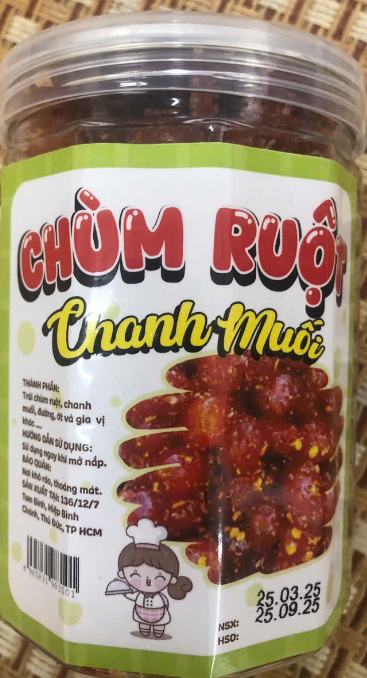 CHÙM RUỘT
Chanh Muối
THÀNH PHẦN:
Trái chùm ruột, chanh
muối, đường, ớt và gia vị
khác ...
HƯỚNG DẪN SỬ DỤNG:
Sử dụng ngay khi mở nắp.
BẢO QUẢN:
Nơi khô ráo, thoáng mát.
SẢN XUẤT TẠI: 136/12/7
Tam Bình, Hiệp Bình
Chánh, Thủ Đức, TP HCM
25.03.25
25.09.25
NSX:
HSD: